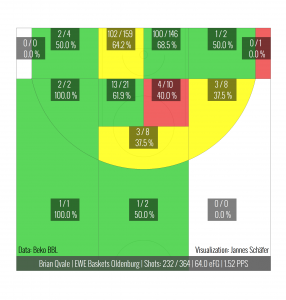 0 / 0
0.0 %
2 / 4
50.0 %
102 / 159
64.2 %
100 / 146
68.5 %
1 / 2
50.0 %
0 / 1
0.0 %
2 / 2
100.0 %
13 / 21
61.9 %
4 / 10
40.0 %
3 / 8
37.5 %
3 / 8
37.5 %
1 / 1
100.0 %
1 / 2
50.0 %
0 / 0
0.0 %
Data: Beko BBL
Visualization: Jannes Schäfer
Brian Qvale | EWE Baskets Oldenburg | Shots: 232 / 364 | 64.0 eFG | 1.52 PPS